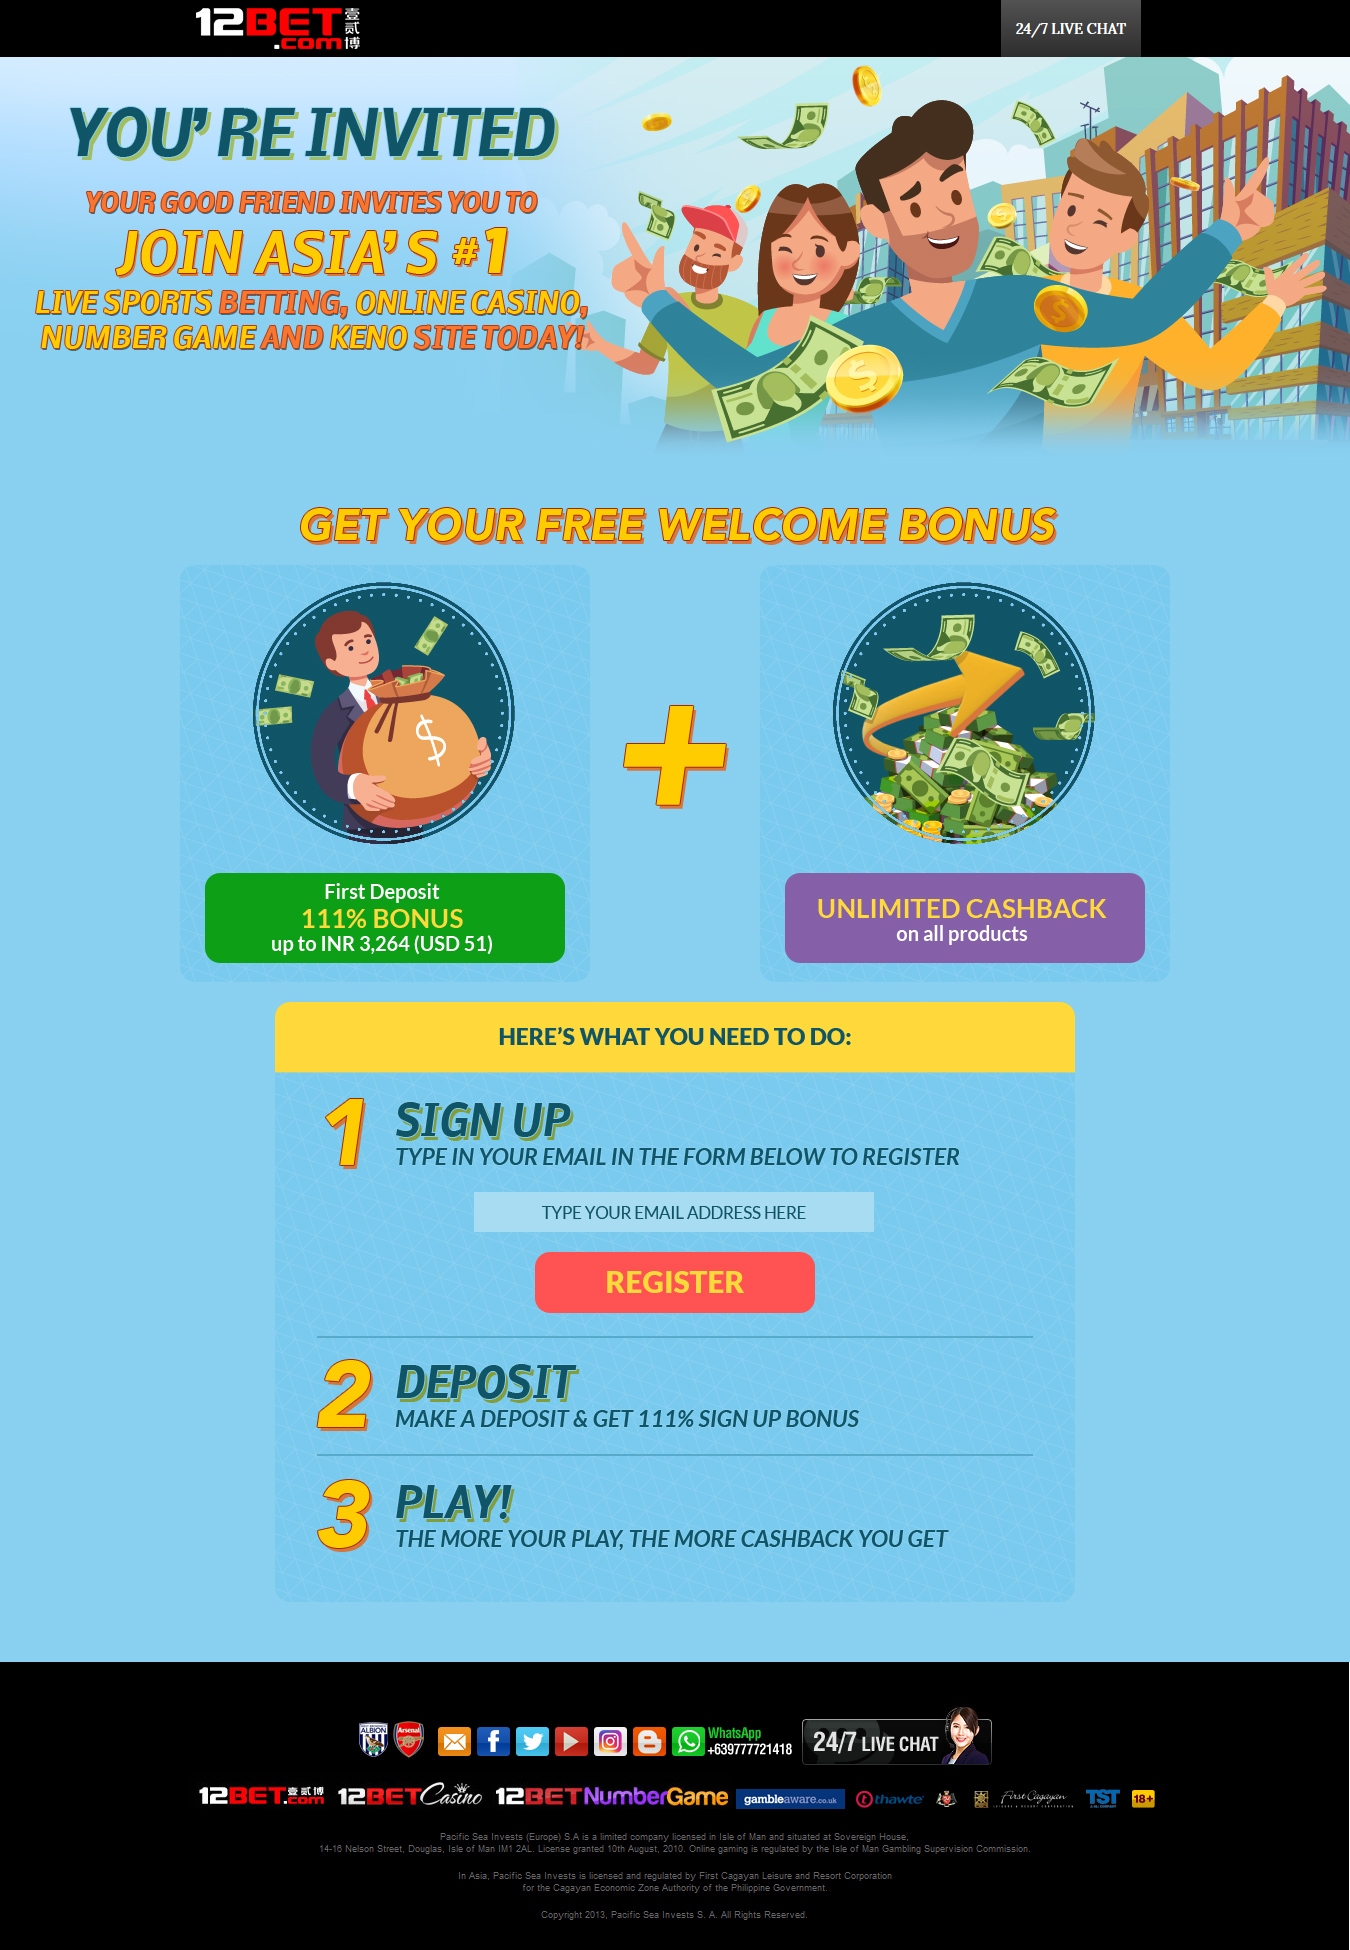 12BET
.com 壹贰博
24/7 LIVE CHAT
YOU'RE INVITED
YOUR GOOD FRIEND INVITES YOU TO
JOIN ASIA'S #1
LIVE SPORTS BETTING, ONLINE CASINO,
NUMBER GAME AND KENO SITE TODAY!
GET YOUR FREE WELCOME BONUS
$
+
First Deposit
111% BONUS
up to INR 3,264 (USD 51)
UNLIMITED CASHBACK
on all products
HERE'S WHAT YOU NEED TO DO:
1 SIGN UP
TYPE IN YOUR EMAIL IN THE FORM BELOW TO REGISTER
TYPE YOUR EMAIL ADDRESS HERE
REGISTER
2 DEPOSIT
MAKE A DEPOSIT & GET 111% SIGN UP BONUS
3 PLAY!
THE MORE YOUR PLAY, THE MORE CASHBACK YOU GET
ALBION Arsenal WhatsApp
+639777721418
24/7 LIVE CHAT
12BET.com 壹贰博 12BET Casino 12BET NumberGame gambleaware.co.uk thawte First Cagayan LEISURE & RESORT CORPORATION TST 18+
Pacific Sea Invests (Europe) S.A is a limited company licensed in Isle of Man and situated at Sovereign House,
14-16 Nelson Street, Douglas, Isle of Man IM1 2AL. License granted 10th August, 2010. Online gaming is regulated by the Isle of Man Gambling Supervision Commission.
In Asia, Pacific Sea Invests is licensed and regulated by First Cagayan Leisure and Resort Corporation
for the Cagayan Economic Zone Authority of the Philippine Government.
Copyright 2013, Pacific Sea Invests S. A. All Rights Reserved.